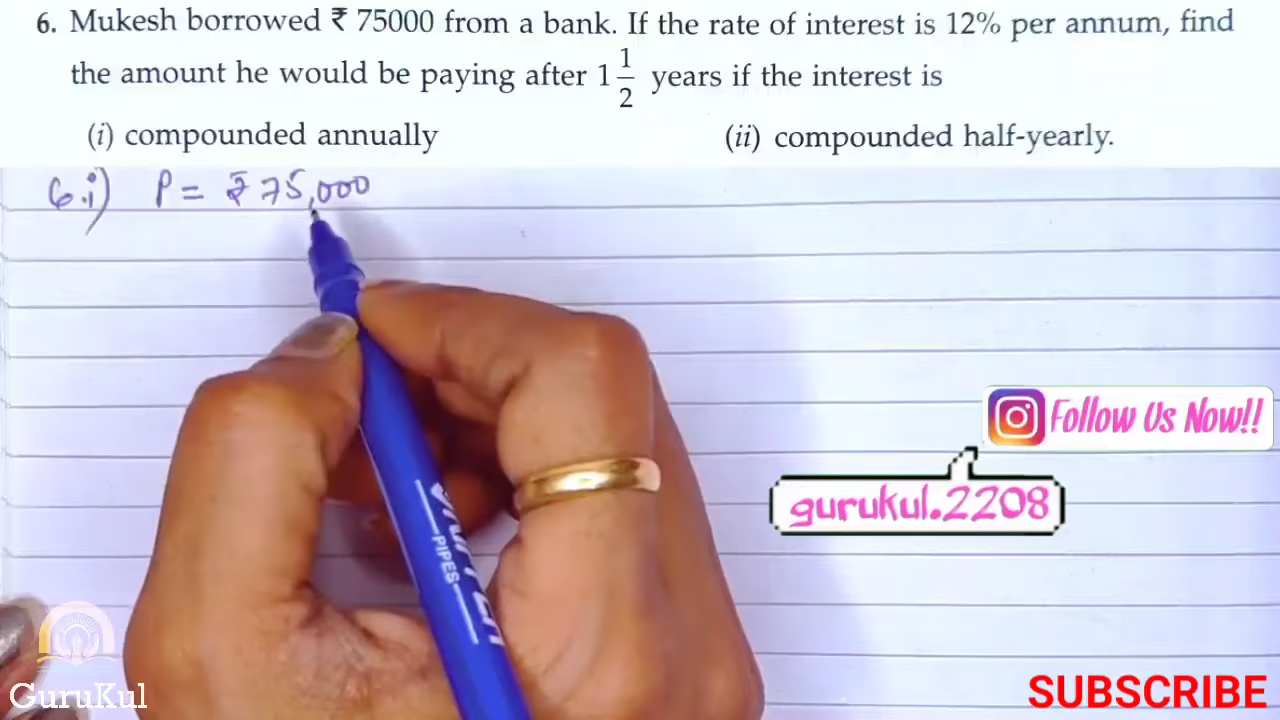 6. Mukesh borrowed ₹ 75000 from a bank. If the rate of interest is 12% per annum, find
the amount he would be paying after 1 1/2 years if the interest is
(i) compounded annually (ii) compounded half-yearly.
6.i) P = ₹ 75,000
Follow Us Now!!
gurukul.2208
PIPES
GuruKul
SUBSCRIBE